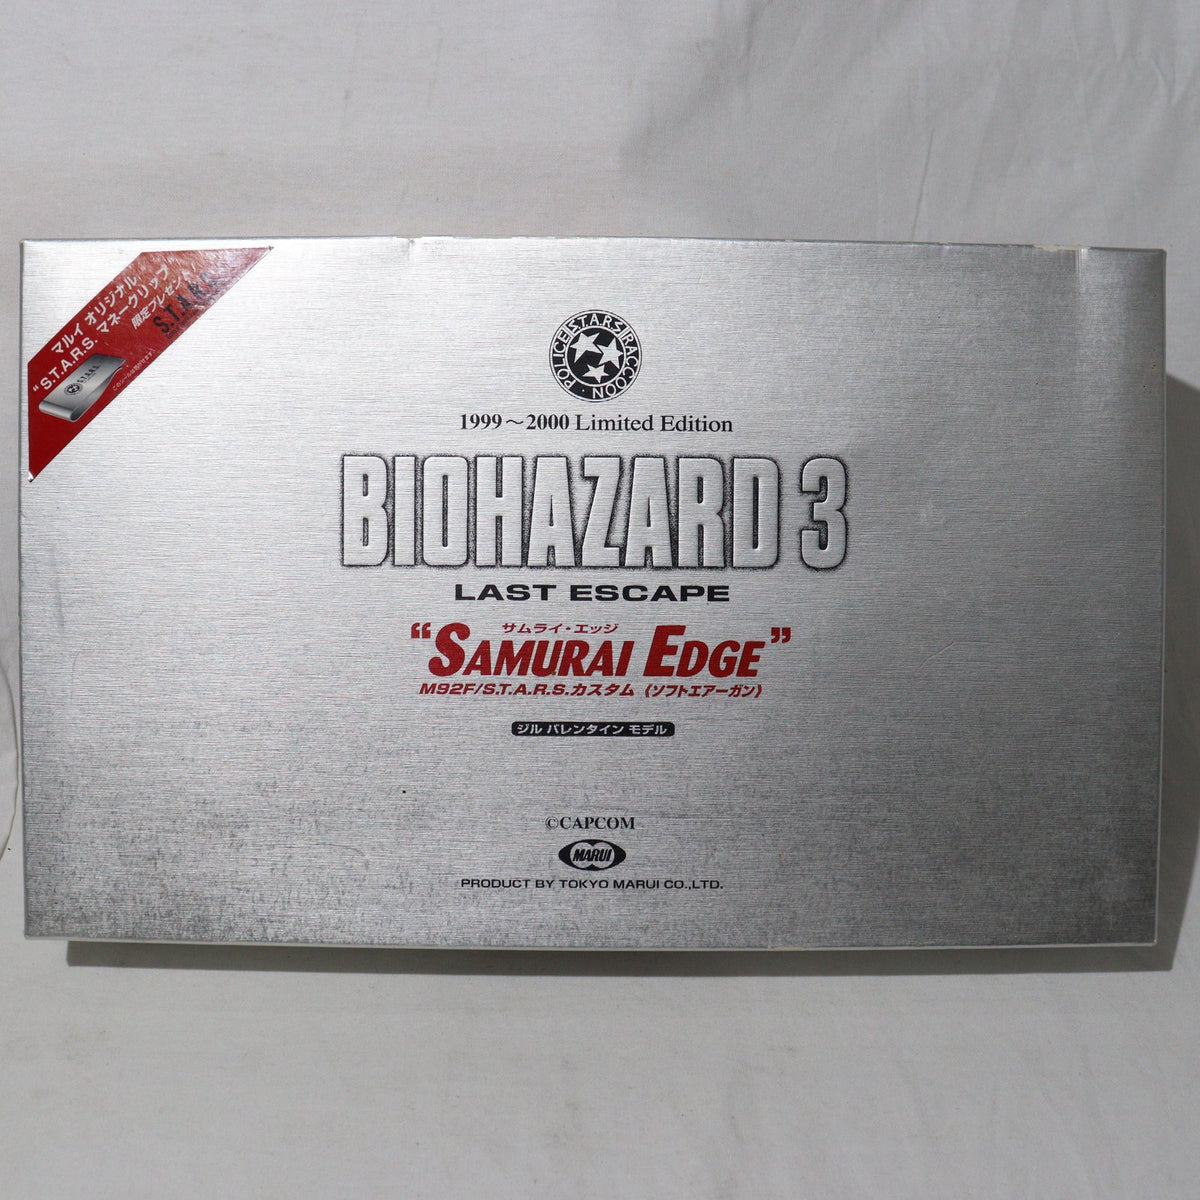 マルイ オリジナル
“S.T.A.R.S. マネークリップ”
限定プレゼント!
S.T.A.R.S.
S.T.A.R.S.
S.T.A.R.S. RACCOON POLICE
1999～2000 Limited Edition
BIOHAZARD 3
LAST ESCAPE
サムライ・エッジ
“SAMURAI EDGE”
M92F/S.T.A.R.S.カスタム (ソフトエアーガン)
ジル バレンタイン モデル
©CAPCOM
MARUI
PRODUCT BY TOKYO MARUI CO.,LTD.